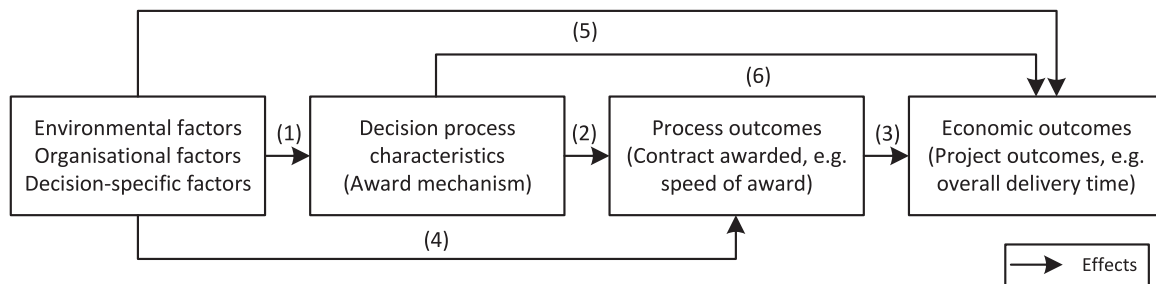 (5)
(6)
Environmental factors
Organisational factors
Decision-specific factors
(1)
Decision process
characteristics
(Award mechanism)
(2)
Process outcomes
(Contract awarded, e.g.
speed of award)
(3)
Economic outcomes
(Project outcomes, e.g.
overall delivery time)
(4)
Effects